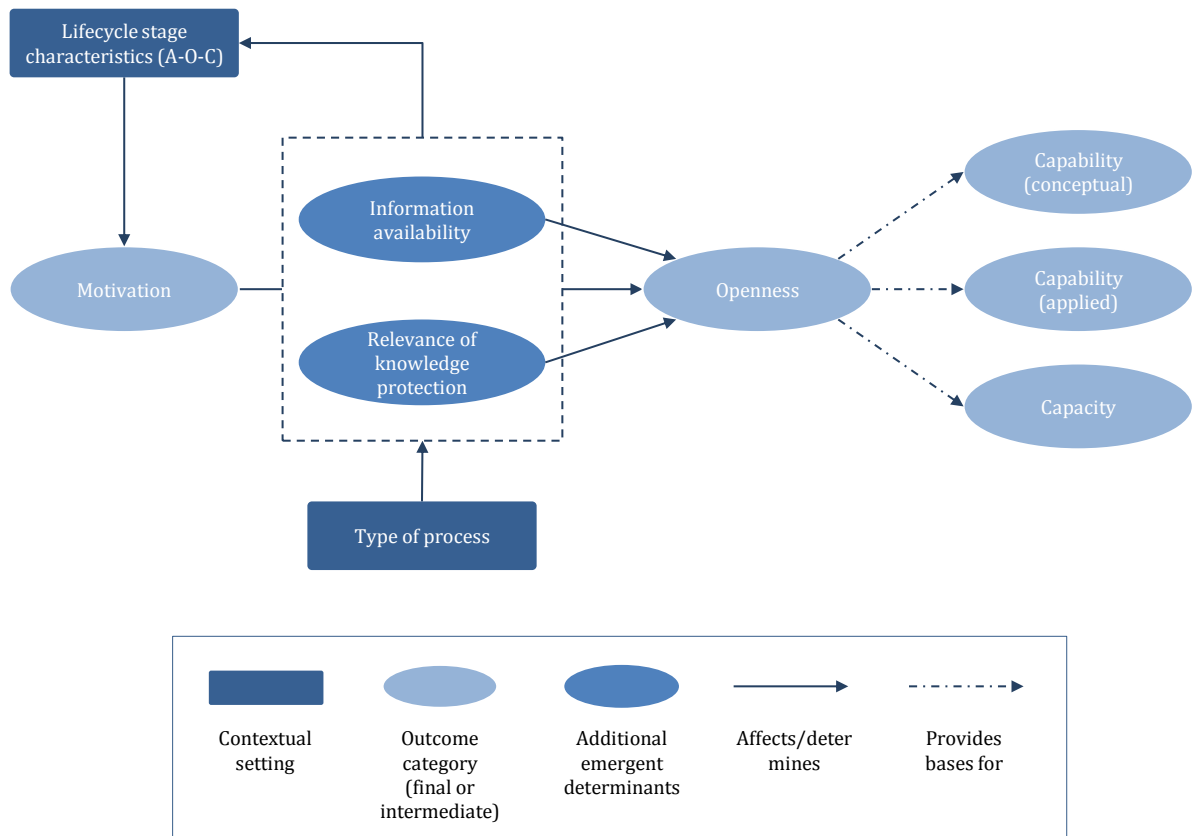 Lifecycle stage
characteristics (A-O-C)
Information
availability
Capability
(conceptual)
Motivation
Openness
Capability
(applied)
Relevance of
knowledge
protection
Capacity
Type of process
Contextual
setting
Outcome
category
(final or
intermediate)
Additional
emergent
determinants
Affects/deter
mines
Provides
bases for